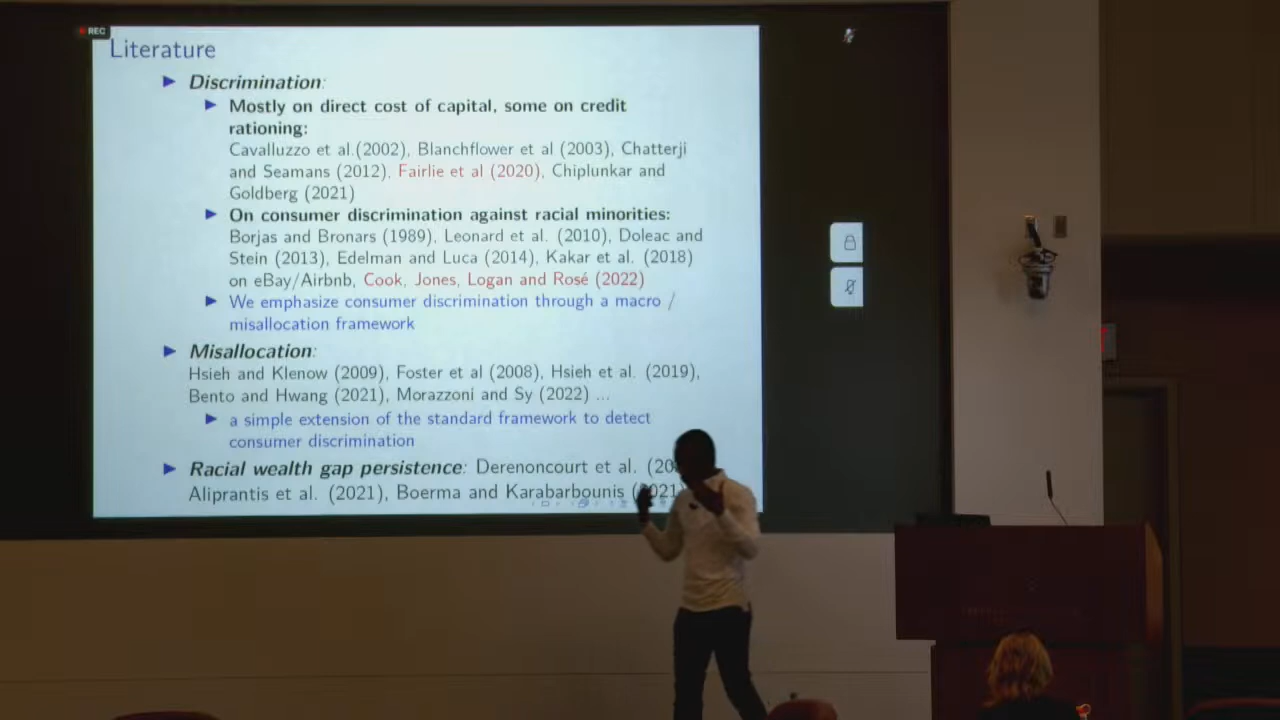 REC
Literature
Discrimination:
Mostly on direct cost of capital, some on credit
rationing:
Cavalluzzo et al.(2002), Blanchflower et al (2003), Chatterji
and Seamans (2012), Fairlie et al (2020), Chiplunkar and
Goldberg (2021)
On consumer discrimination against racial minorities:
Borjas and Bronars (1989), Leonard et al. (2010), Doleac and
Stein (2013), Edelman and Luca (2014), Kakar et al. (2018)
on eBay/Airbnb, Cook, Jones, Logan and Rosé (2022)
We emphasize consumer discrimination through a macro /
misallocation framework
Misallocation:
Hsieh and Klenow (2009), Foster et al (2008), Hsieh et al. (2019),
Bento and Hwang (2021), Morazzoni and Sy (2022) ...
a simple extension of the standard framework to detect
consumer discrimination
Racial wealth gap persistence: Derenoncourt et al. (20
Aliprantis et al. (2021), Boerma and Karabarbounis (2021)